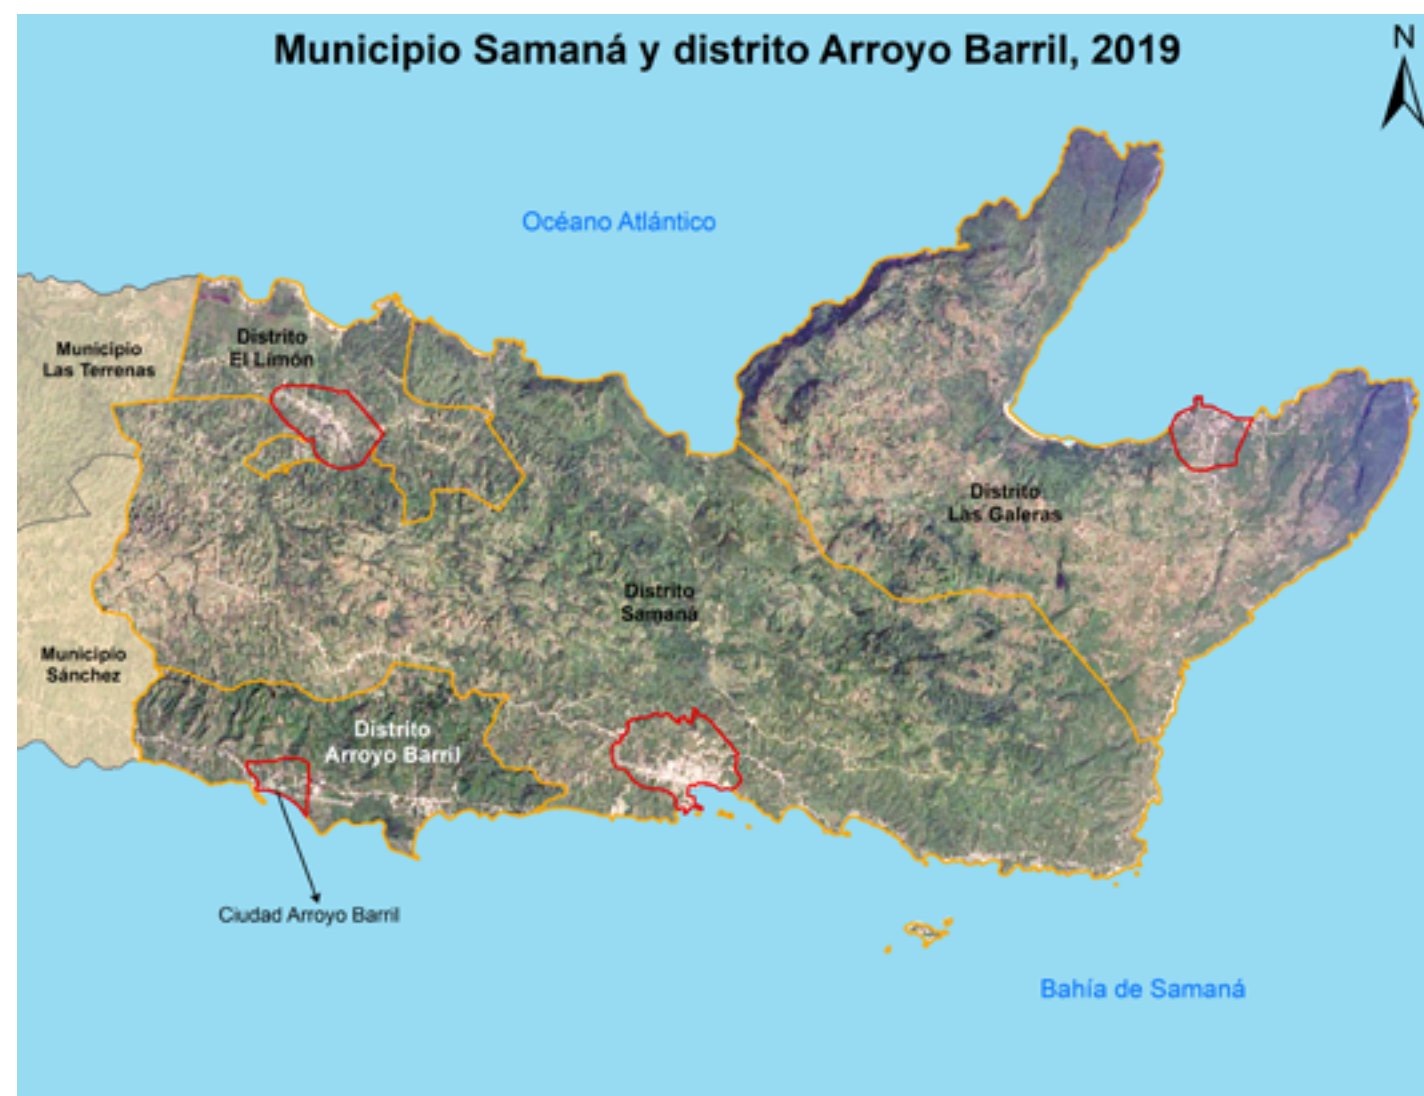 Municipio Samaná y distrito Arroyo Barril, 2019
N
Océano Atlántico
Distrito
El Limón
Municipio
Las Terrenas
Distrito
Las Galeras
Distrito
Samaná
Municipio
Sánchez
Distrito
Arroyo Barril
Ciudad Arroyo Barril
Bahía de Samaná